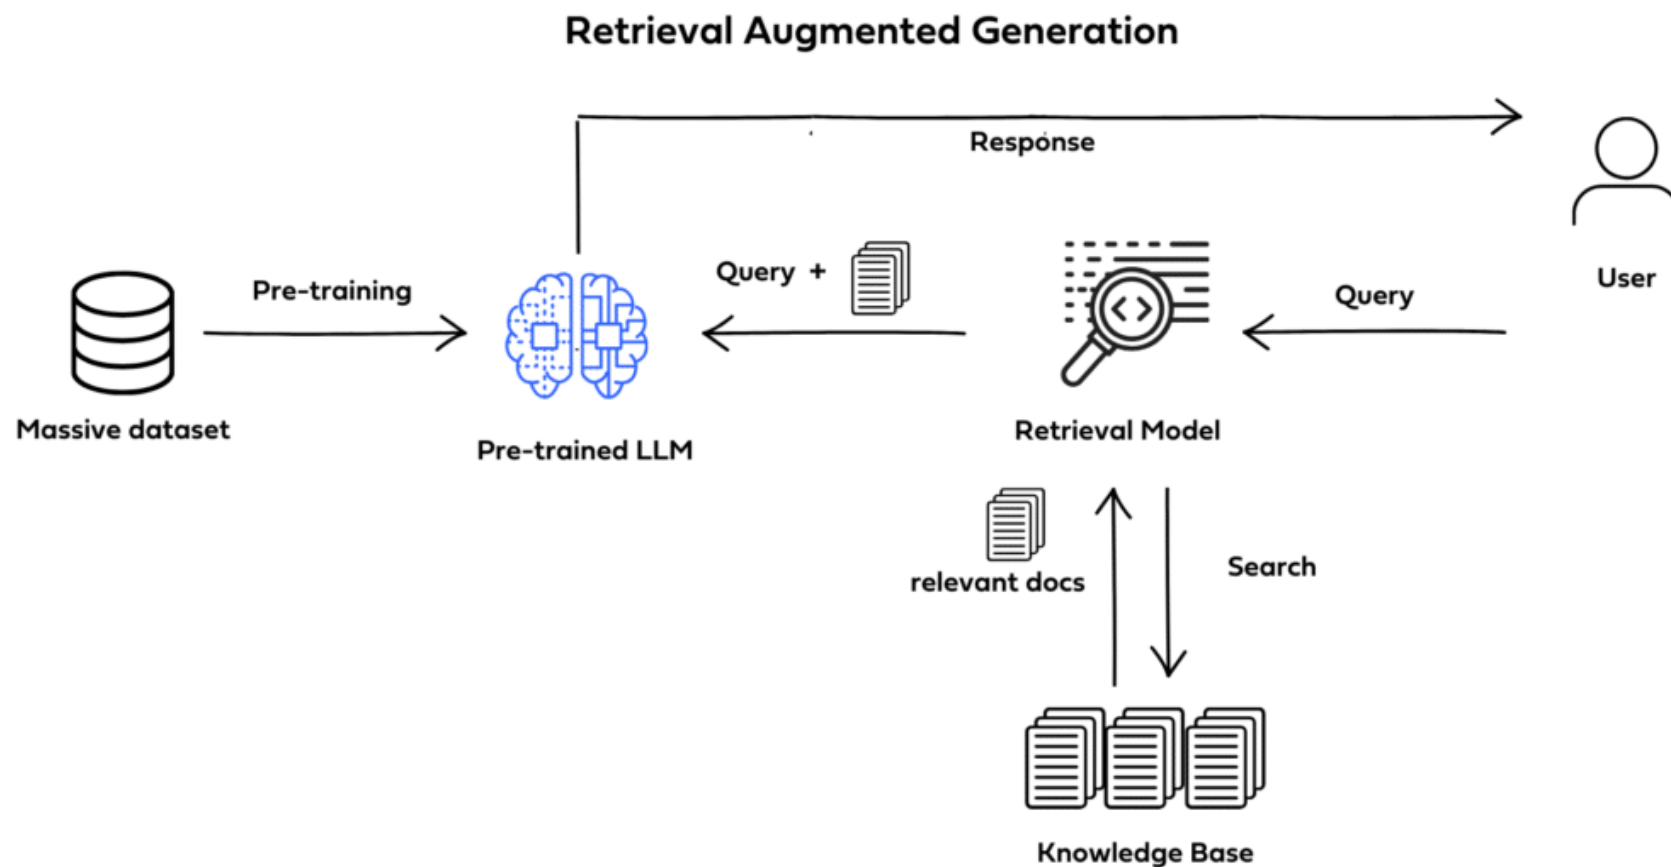 Retrieval Augmented Generation
Response
User
Query +
Query
Pre-training
Massive dataset
Pre-trained LLM
Retrieval Model
relevant docs
Search
Knowledge Base